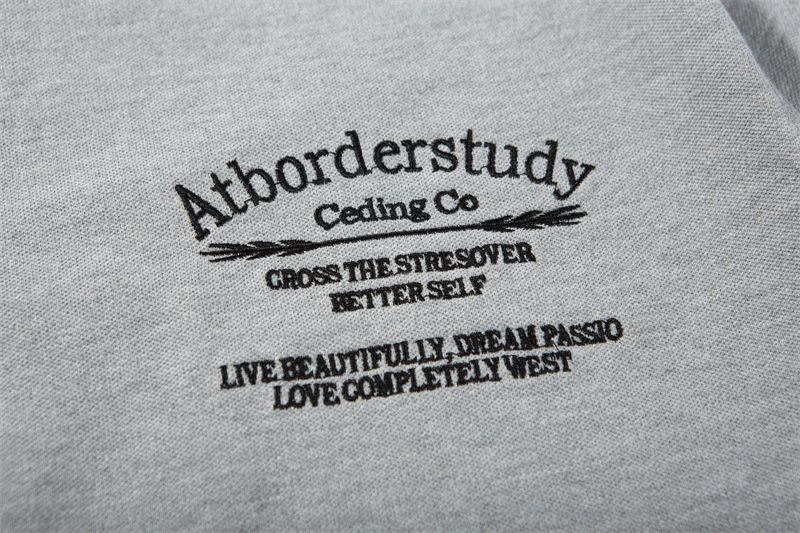 Atborderstudy
Ceding Co
CROSS THE STRESOVER
BETTER SELF
LIVE BEAUTIFULLY, DREAM PASSIO
LOVE COMPLETELY WEST